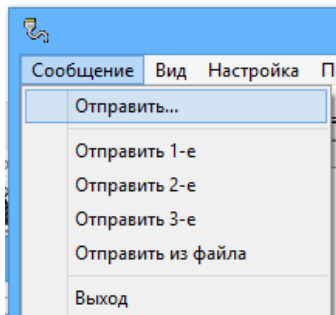 Сообщение Вид Настройка П
Отправить...
Отправить 1-е
Отправить 2-е
Отправить 3-е
Отправить из файла
Выход